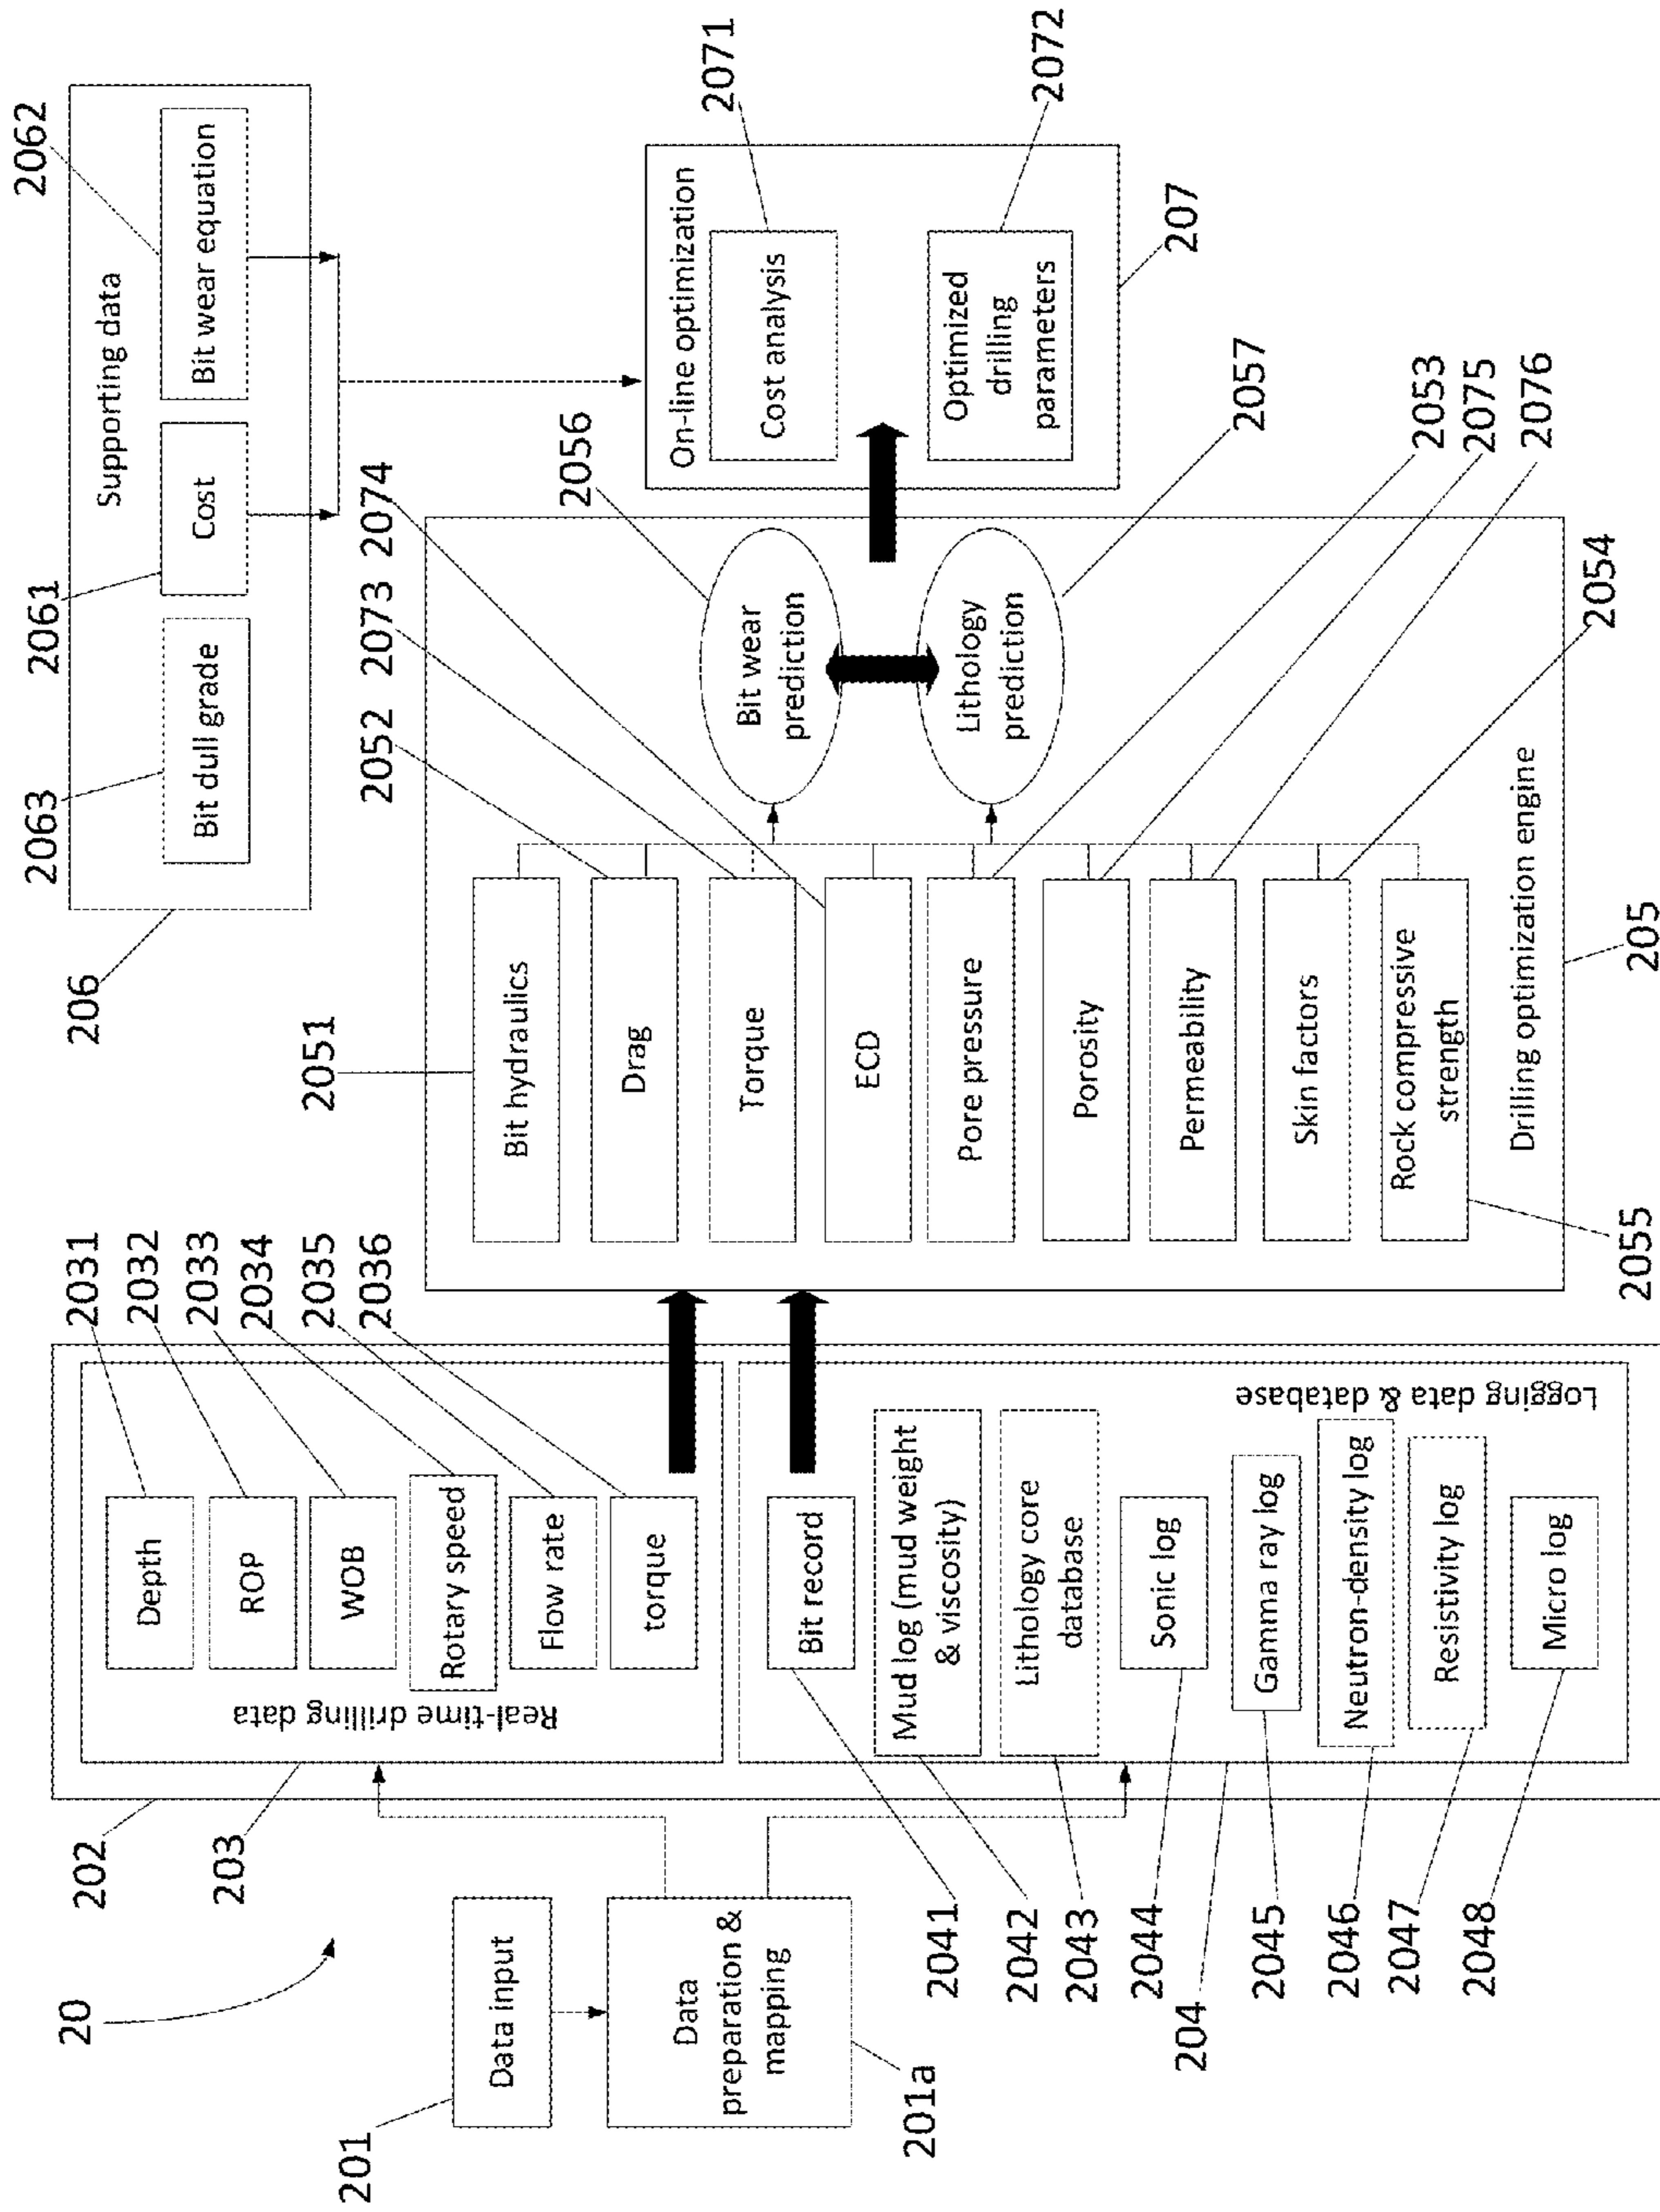 20
201
Data input
Data
preparation &
mapping
201a
202
203
Real-time drilling data
Depth
ROP
WOB
Rotary speed
Flow rate
torque
2031
2032
2033
2034
2035
2036
Bit record
Mud log (mud weight
& viscosity)
Lithology core
database
Sonic log
Gamma ray log
Neutron-density log
Resistivity log
Micro log
Logging data & database
2041
2042
2043
2044
204
2045
2046
2047
2048
2051
Bit hydraulics
Drag
Torque
ECD
Pore pressure
Porosity
Permeability
Skin factors
Rock compressive
strength
2055
Drilling optimization engine
205
2052
2073
2074
2056
Bit wear
prediction
Lithology
prediction
2057
2053
2075
2076
2054
206
Supporting data
2063
Bit dull grade
2061
Cost
2062
Bit wear equation
On-line optimization
Cost analysis
2071
Optimized
drilling
parameters
2072
207